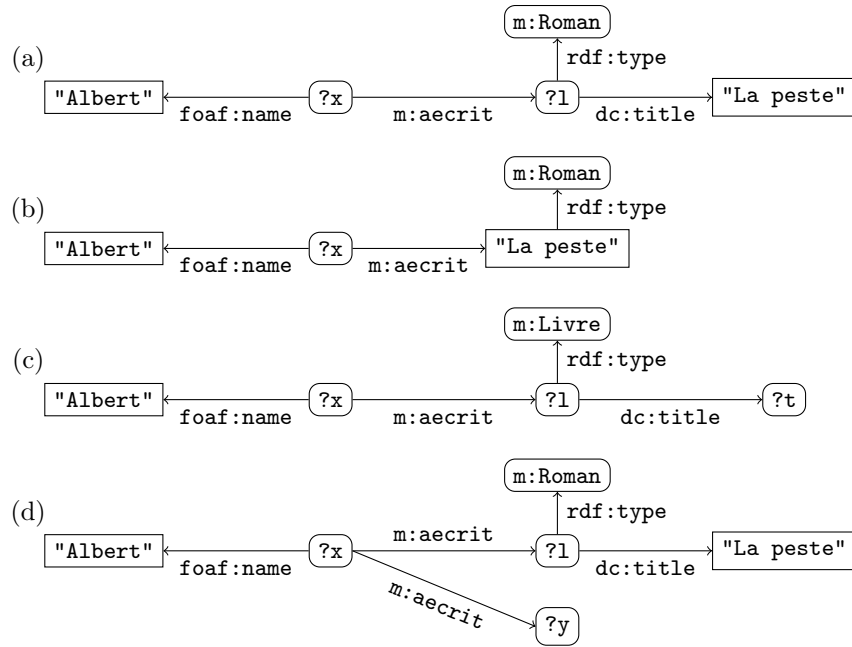 m:Roman
(a)
rdf:type
"Albert" ?x ?l "La peste"
foaf:name m:aecrit dc:title
m:Roman
(b)
rdf:type
"Albert" ?x "La peste"
foaf:name m:aecrit
m:Livre
(c)
rdf:type
"Albert" ?x ?l ?t
foaf:name m:aecrit dc:title
m:Roman
(d)
rdf:type
m:aecrit
"Albert" ?x ?l "La peste"
foaf:name dc:title
m:aecrit
?y